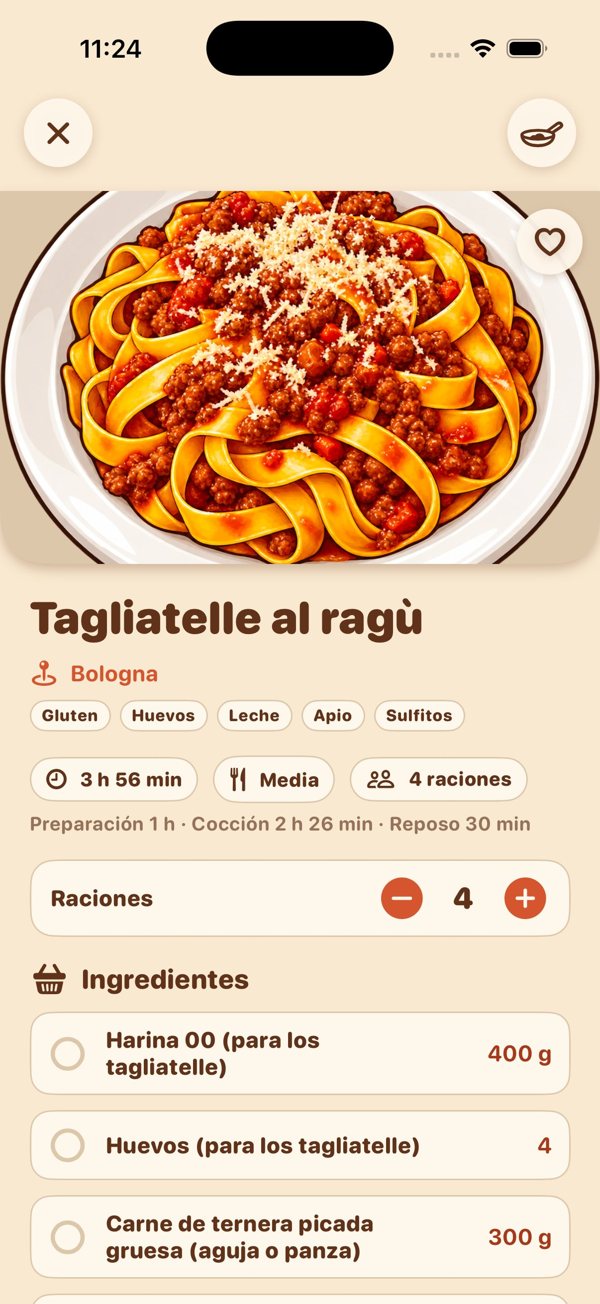 11:24
Tagliatelle al ragù
Bologna
Gluten Huevos Leche Apio Sulfitos
3 h 56 min Media 4 raciones
Preparación 1 h · Cocción 2 h 26 min · Reposo 30 min
Raciones 4
Ingredientes
Harina 00 (para los
tagliatelle) 400 g
Huevos (para los tagliatelle) 4
Carne de ternera picada
gruesa (aguja o panza) 300 g